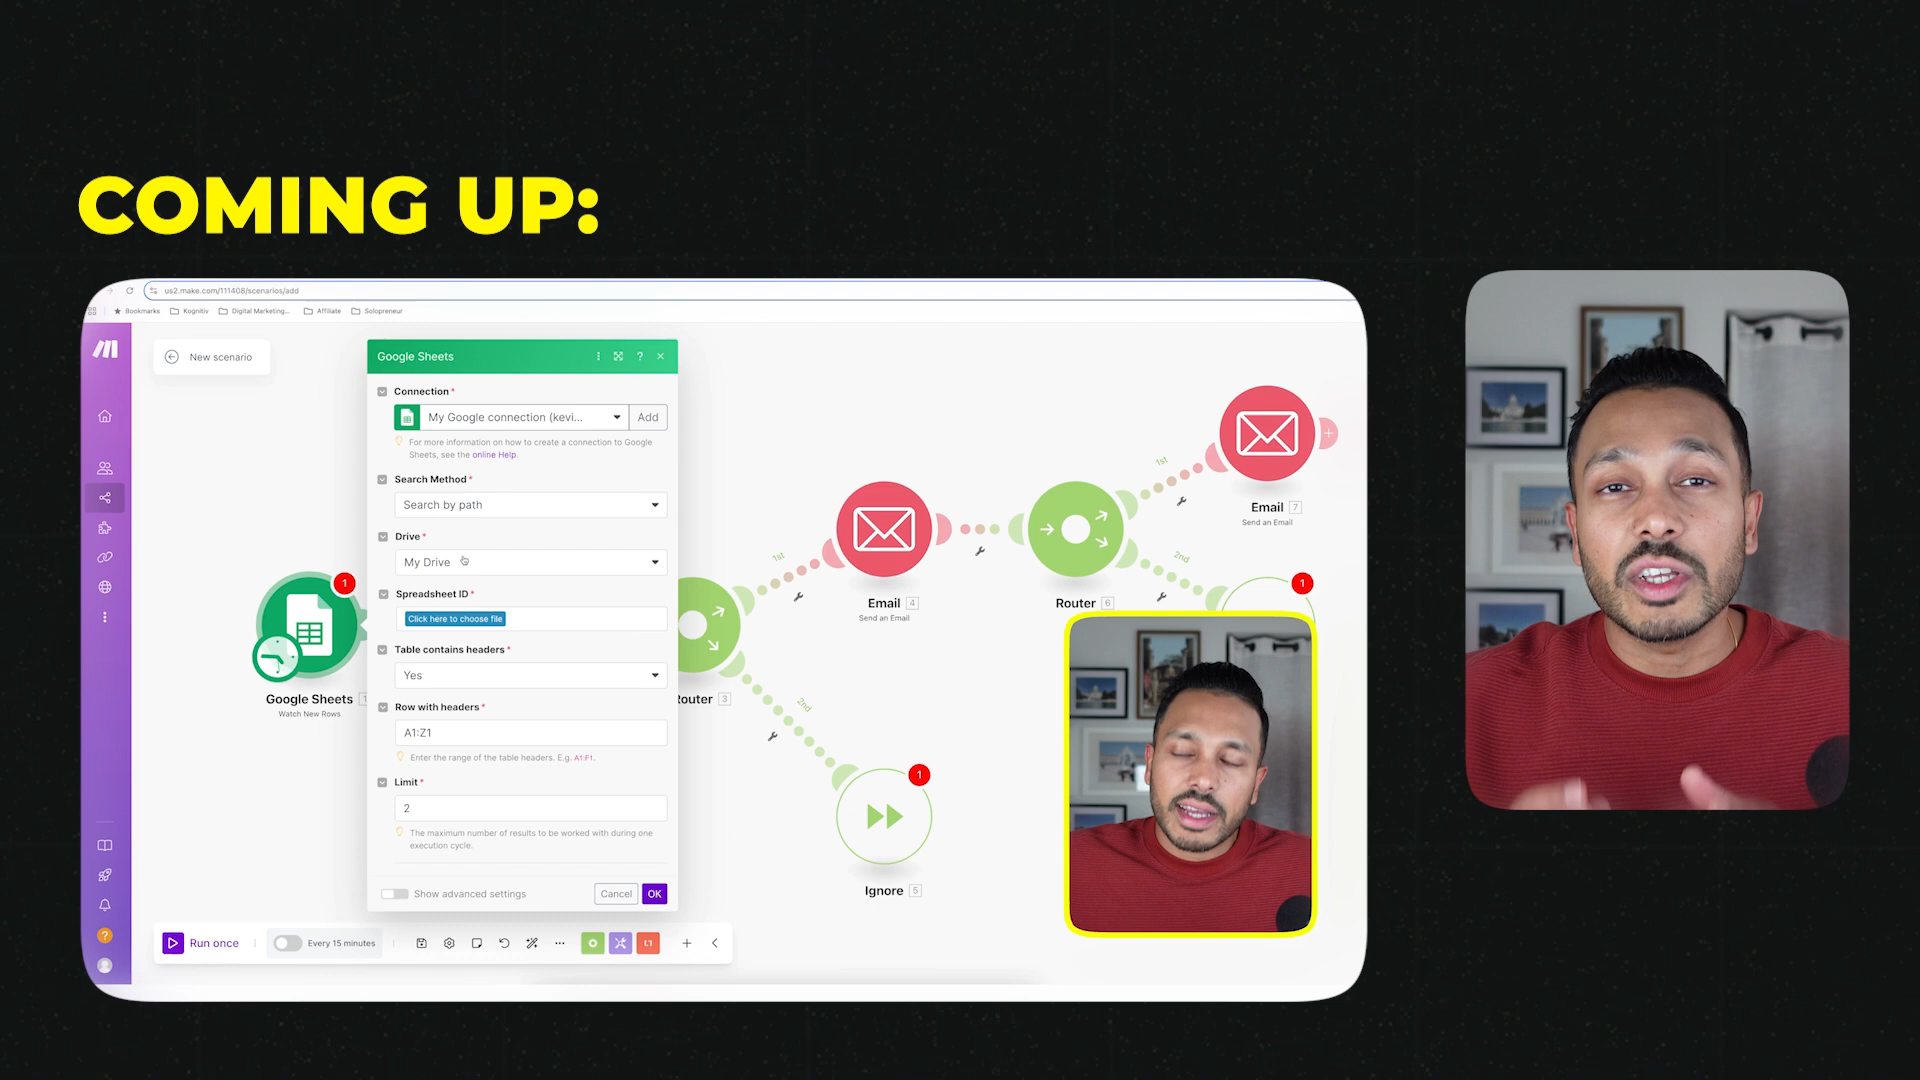 COMING UP:
us2.make.com/111408/scenarios/add
Bookmarks
Kognitiv
Digital Marketing...
Affiliate
Solopreneur
New scenario
Google Sheets
?
Connection *
My Google connection (kevi...
Add
For more information on how to create a connection to Google
Sheets, see the online Help.
Search Method *
Search by path
Drive *
My Drive
Spreadsheet ID *
Click here to choose file
Table contains headers *
Yes
Row with headers *
A1:Z1
Enter the range of the table headers. E.g. A1:F1.
Limit *
2
The maximum number of results to be worked with during one
execution cycle.
Show advanced settings
Cancel
OK
1
Google Sheets
Watch New Rows
Router 3
1st
2nd
Email 4
Send an Email
Router 6
1st
2nd
Email 7
Send an Email
1
1
Ignore 5
?
Run once
Every 15 minutes